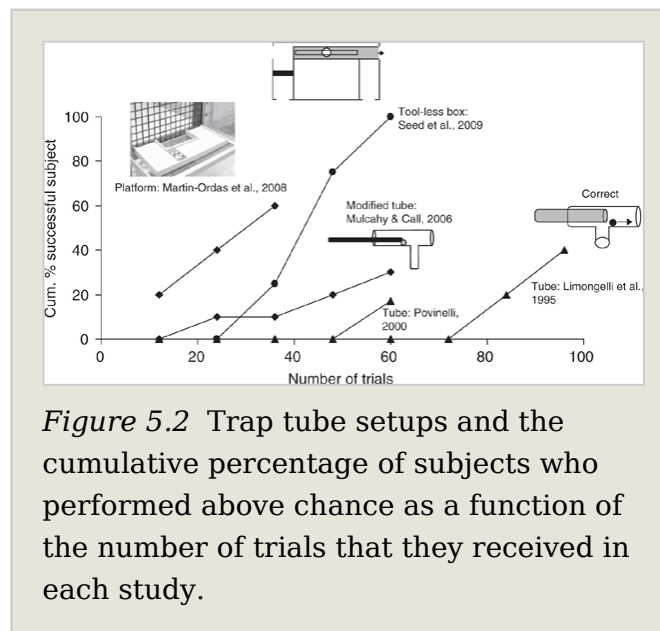 Tool-less box:
Seed et al., 2009
Platform: Martin-Ordas et al., 2008
Modified tube:
Mulcahy & Call, 2006
Correct
Tube: Limongelli et al.,
1995
Tube: Povinelli,
2000
Cum. % successful subject
100
80
60
40
20
0
0 20 40 60 80 100
Number of trials
Figure 5.2 Trap tube setups and the
cumulative percentage of subjects who
performed above chance as a function of
the number of trials that they received in
each study.